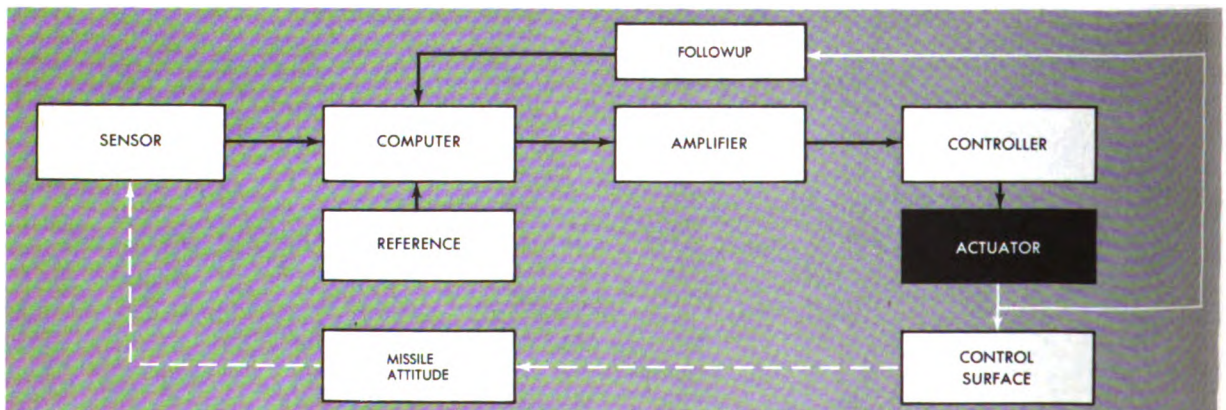 FOLLOWUP
SENSOR
COMPUTER
AMPLIFIER
CONTROLLER
REFERENCE
ACTUATOR
MISSILE
ATTITUDE
CONTROL
SURFACE